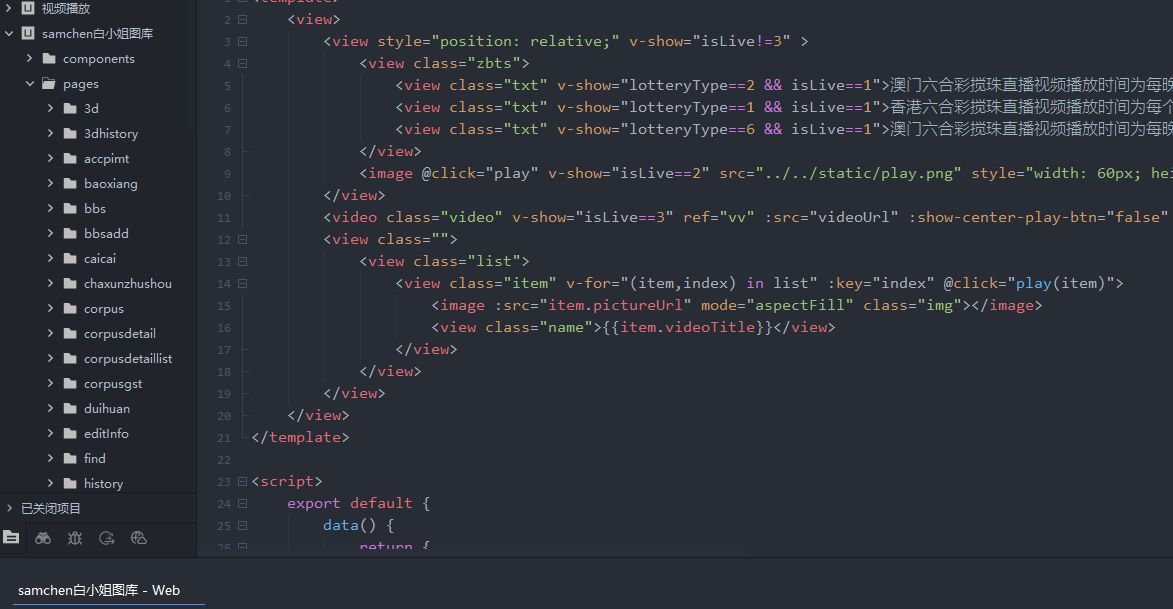 视频播放
samchen白小姐图库
components
pages
3d
3dhistory
accpimt
baoxiang
bbs
bbsadd
caicai
chaxunzhushou
corpus
corpusdetail
corpusdetaillist
corpusgst
duihuan
editInfo
find
history
已关闭项目
2 <view>
3 <view style="position: relative;" v-show="isLive!=3" >
4 <view class="zbts">
5 <view class="txt" v-show="lotteryType==2 && isLive==1">澳门六合彩搅珠直播视频播放时间为每晚
6 <view class="txt" v-show="lotteryType==1 && isLive==1">香港六合彩搅珠直播视频播放时间为每个
7 <view class="txt" v-show="lotteryType==6 && isLive==1">澳门六合彩搅珠直播视频播放时间为每晚
8 </view>
9 <image @click="play" v-show="isLive==2" src="../../static/play.png" style="width: 60px; hei
10 </view>
11 <video class="video" v-show="isLive==3" ref="vv" :src="videoUrl" :show-center-play-btn="false"
12 <view class="">
13 <view class="list">
14 <view class="item" v-for="(item,index) in list" :key="index" @click="play(item)">
15 <image :src="item.pictureUrl" mode="aspectFill" class="img"></image>
16 <view class="name">{{item.videoTitle}}</view>
17 </view>
18 </view>
19 </view>
20 </view>
21 </template>
22
23 <script>
24 export default {
25 data() {
26 return {
samchen白小姐图库 - Web